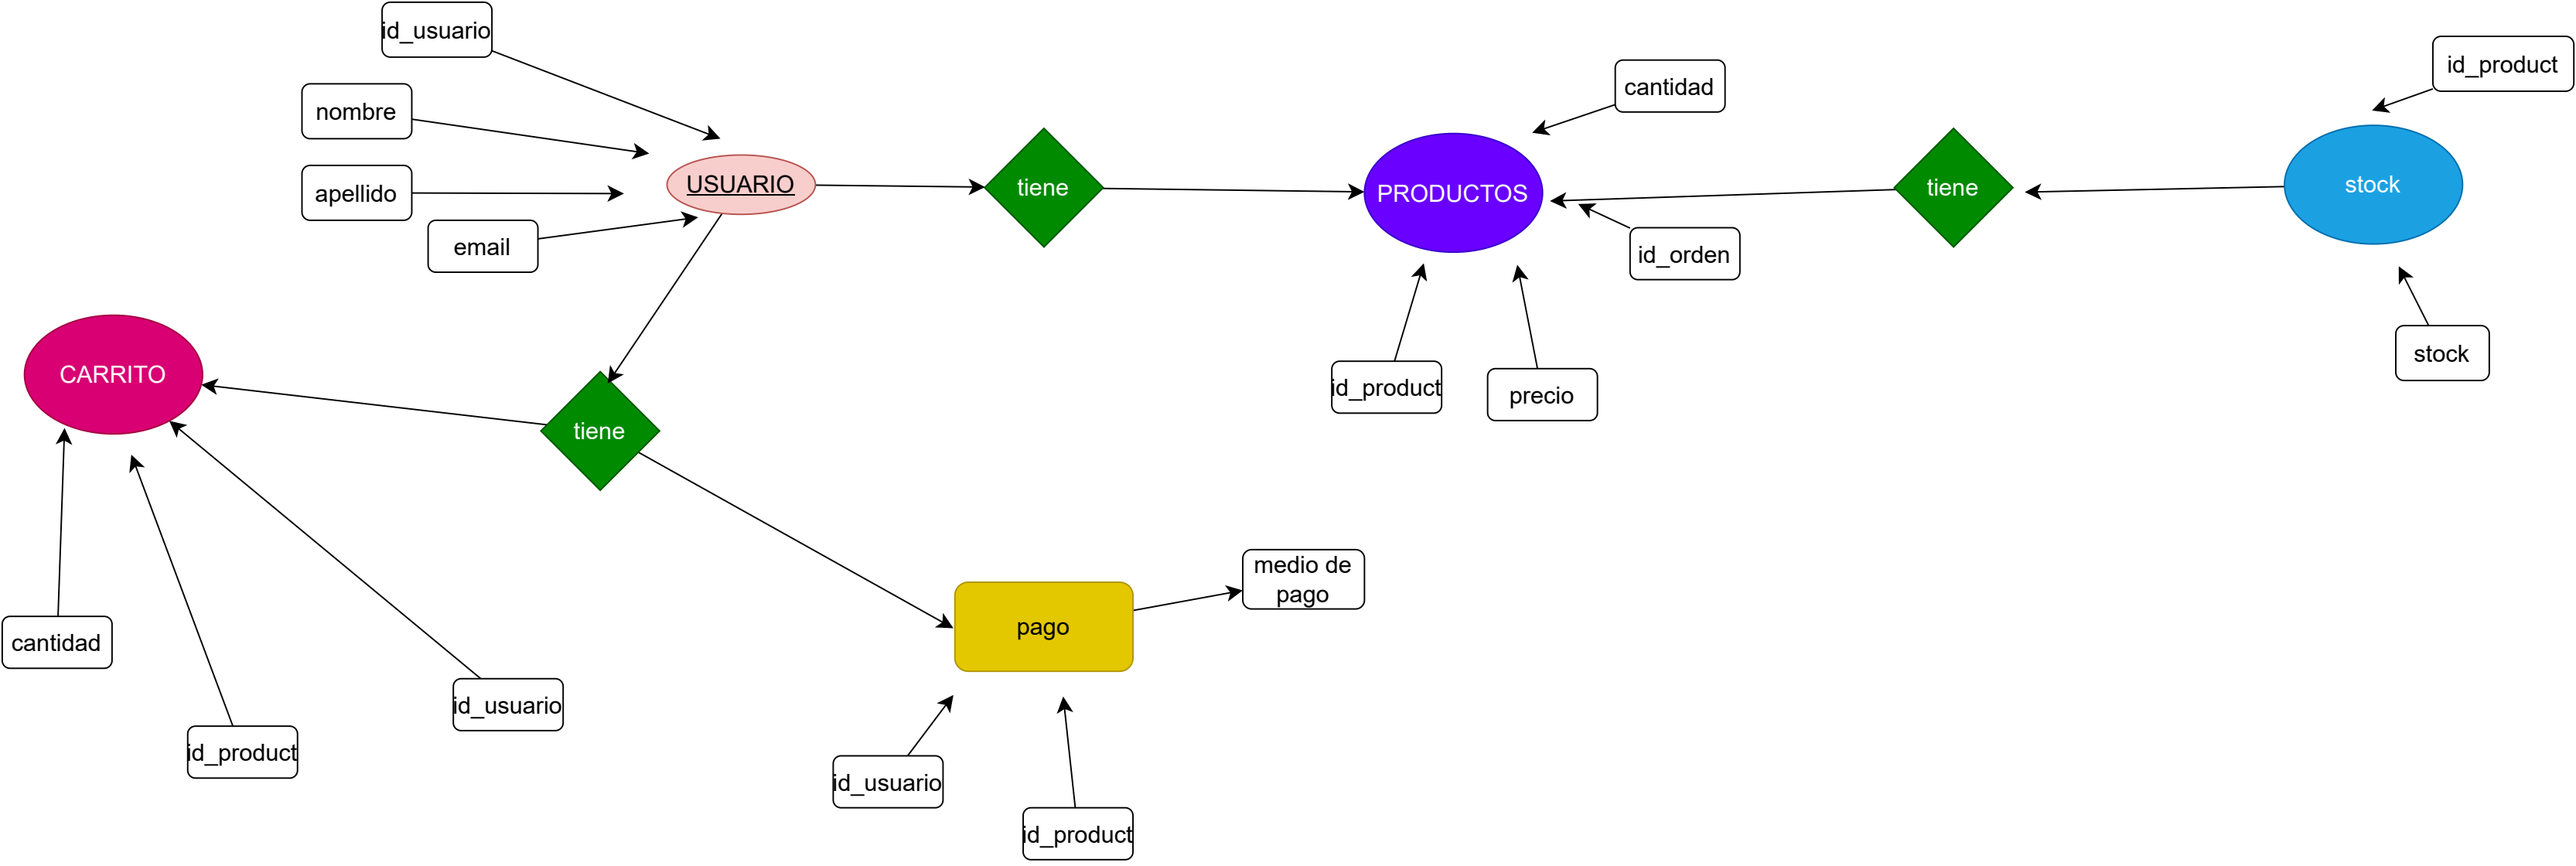 id_usuario
id_product
cantidad
nombre
USUARIO
tiene
PRODUCTOS
tiene
stock
apellido
email
id_orden
stock
CARRITO
id_product
precio
tiene
medio de
pago
pago
cantidad
id_usuario
id_product
id_usuario
id_product